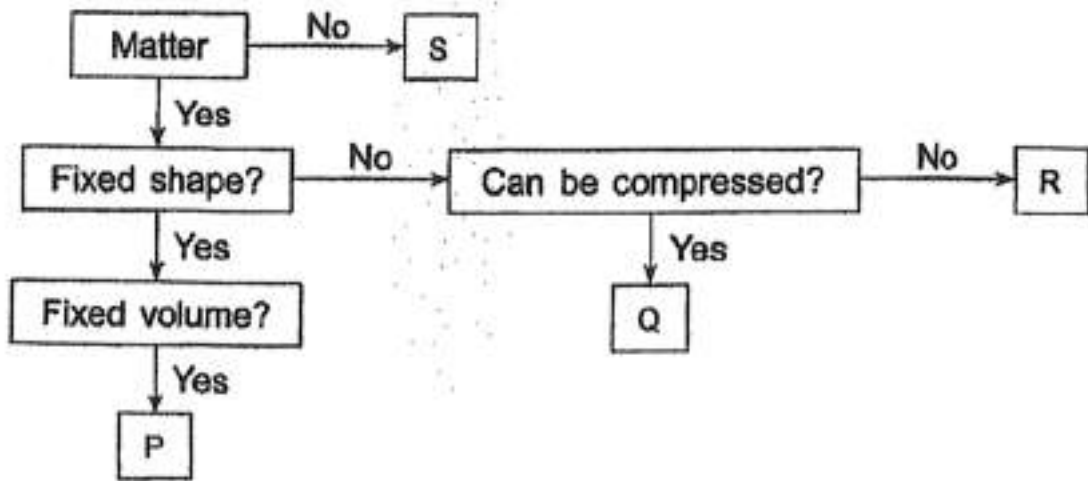 Matter
No
S
Yes
Fixed shape?
No
Can be compressed?
No
R
Yes
Yes
Fixed volume?
Q
Yes
P